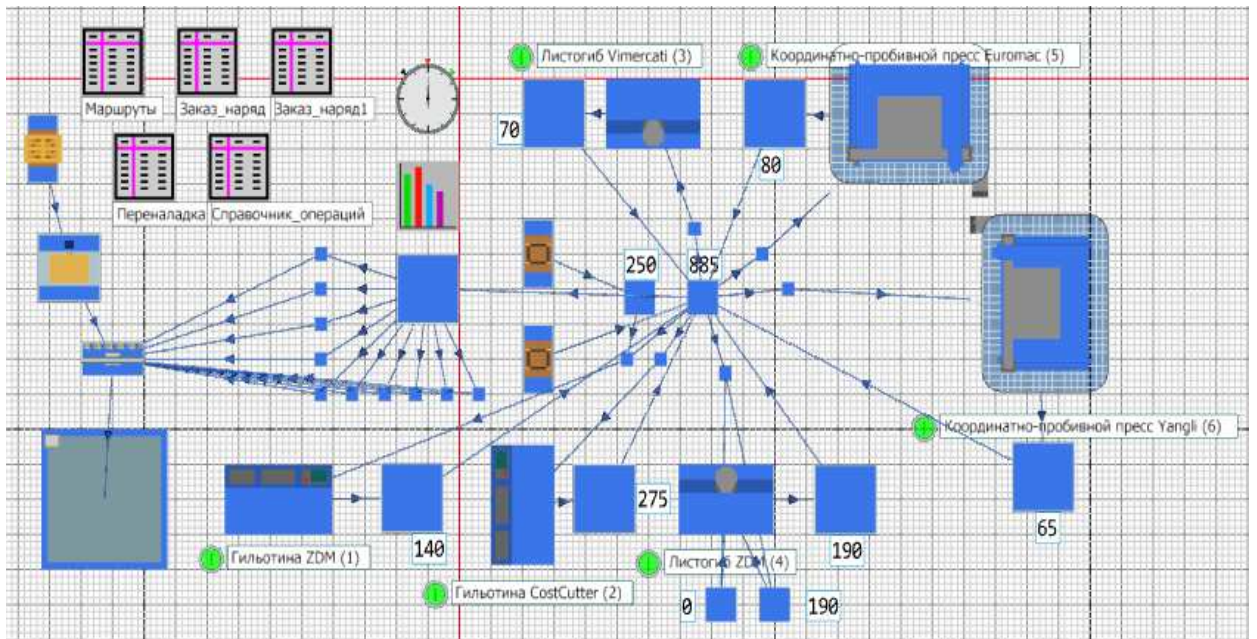 Листогиб Vimercati (3)
Координатно-пробивной пресс Euromac (5)
Маршруты
Заказ_наряд
Заказ_наряд1
70
80
Переналадка
Справочник_операций
250
885
Координатно-пробивной пресс Yangli (6)
275
65
140
190
Гильотина ZDM (1)
Листогиб ZDM (4)
Гильотина CostCutter (2)
0
190